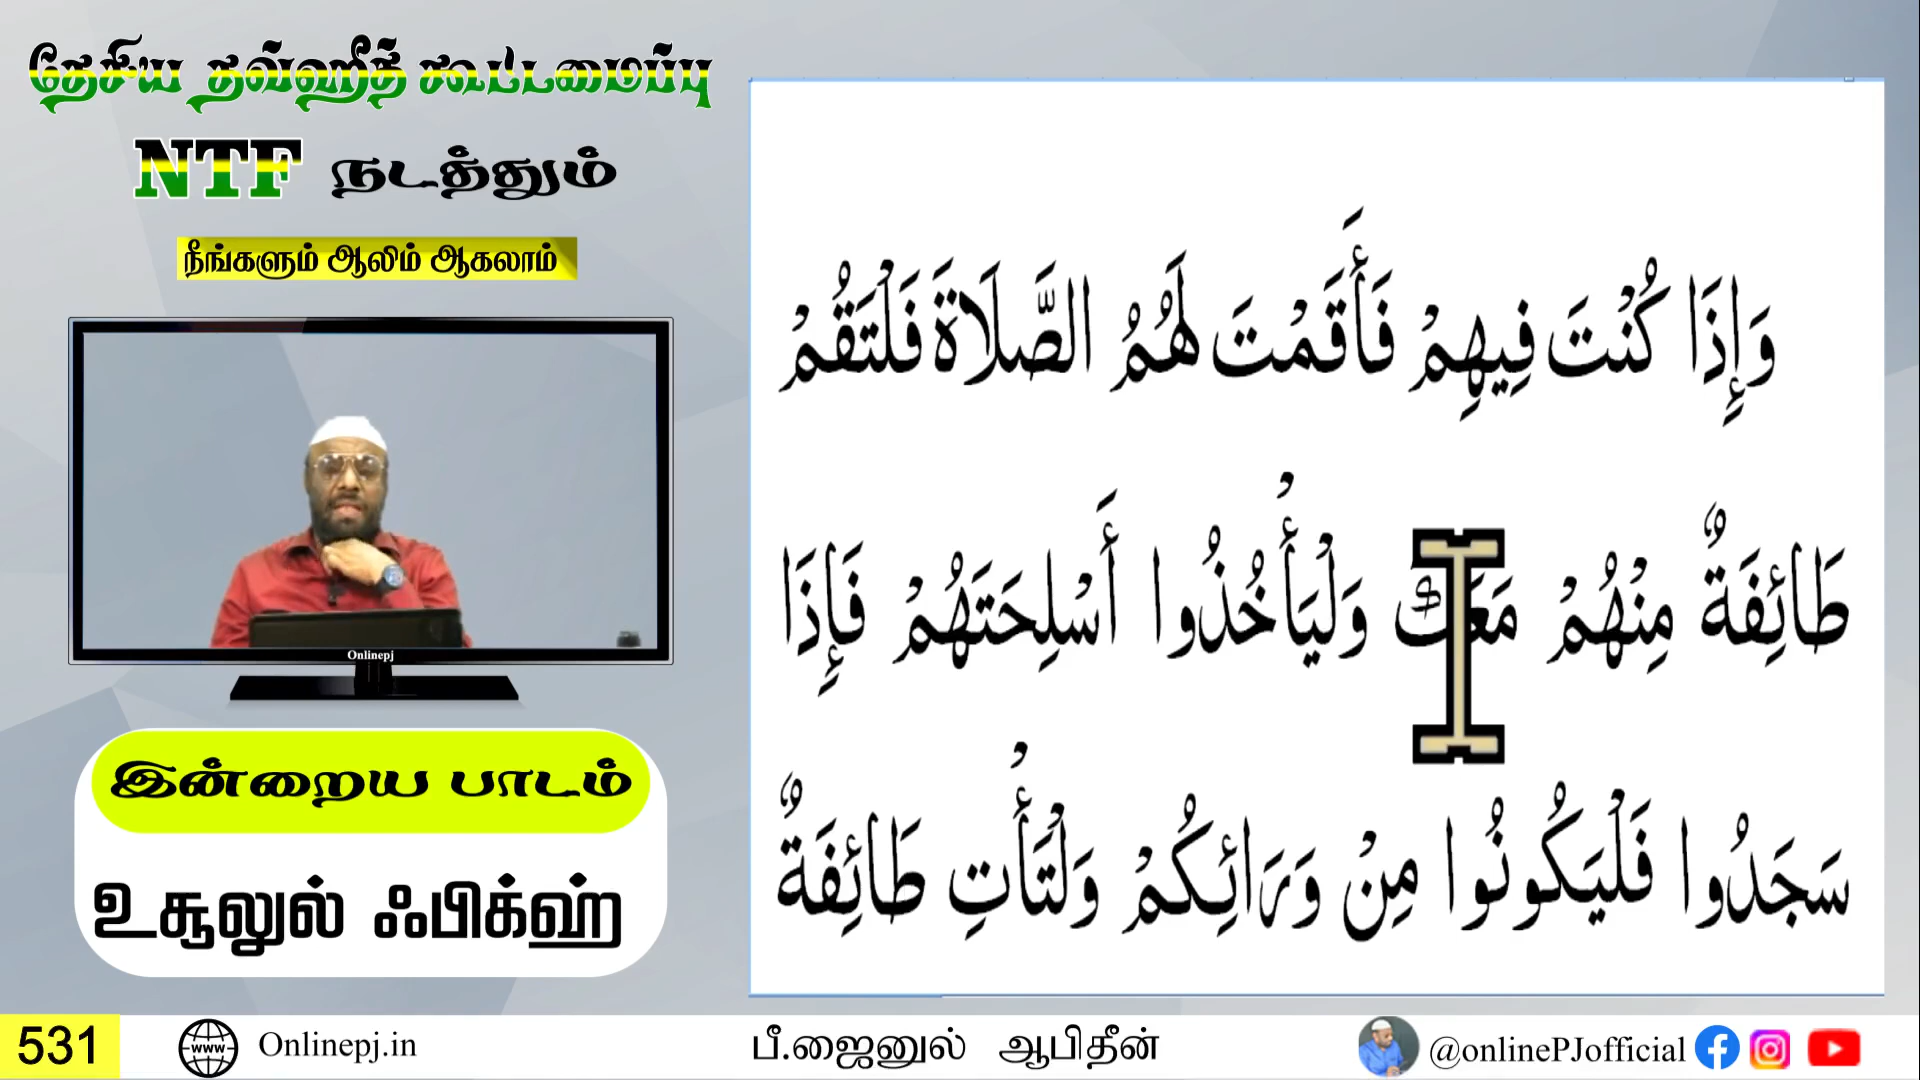 தேசிய தவ்ஹீத் கூட்டமைப்பு
NTF நடத்தும்
நீங்களும் ஆலிம் ஆகலாம்
Onlinepj
இன்றைய பாடம்
உசூலுல் ஃபிக்ஹ்
وَإِذَا كُنْتَ فِيهِمْ فَأَقَمْتَ لَهُمُ الصَّلَاةَ فَلْتَقُمْ
طَائِفَةٌ مِنْهُمْ مَعَكَ وَلْيَأْخُذُوا أَسْلِحَتَهُمْ فَإِذَا
سَجَدُوا فَلْيَكُونُوا مِنْ وَرَائِكُمْ وَلْتَأْتِ طَائِفَةٌ
531
www
Onlinepj.in
பீ.ஜைனுல் ஆபிதீன்
@onlinePJofficial